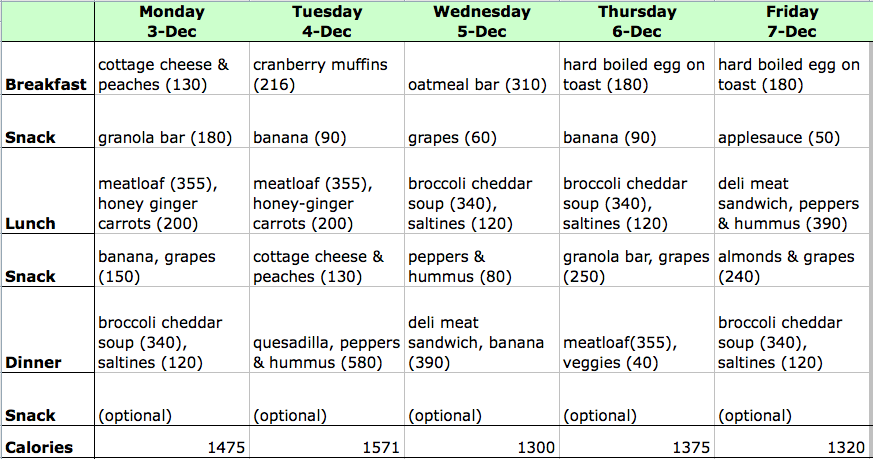 Monday Tuesday Wednesday Thursday Friday
3-Dec 4-Dec 5-Dec 6-Dec 7-Dec
Breakfast
cottage cheese &
peaches (130)
cranberry muffins
(216)
oatmeal bar (310)
hard boiled egg on
toast (180)
hard boiled egg on
toast (180)
Snack
granola bar (180)
banana (90)
grapes (60)
banana (90)
applesauce (50)
Lunch
meatloaf (355),
honey ginger
carrots (200)
meatloaf (355),
honey-ginger
carrots (200)
broccoli cheddar
soup (340),
saltines (120)
broccoli cheddar
soup (340),
saltines (120)
deli meat
sandwich, peppers
& hummus (390)
Snack
banana, grapes
(150)
cottage cheese &
peaches (130)
peppers &
hummus (80)
granola bar, grapes
(250)
almonds & grapes
(240)
Dinner
broccoli cheddar
soup (340),
saltines (120)
quesadilla, peppers
& hummus (580)
deli meat
sandwich, banana
(390)
meatloaf(355),
veggies (40)
broccoli cheddar
soup (340),
saltines (120)
Snack
(optional)
(optional)
(optional)
(optional)
(optional)
Calories 1475 1571 1300 1375 1320